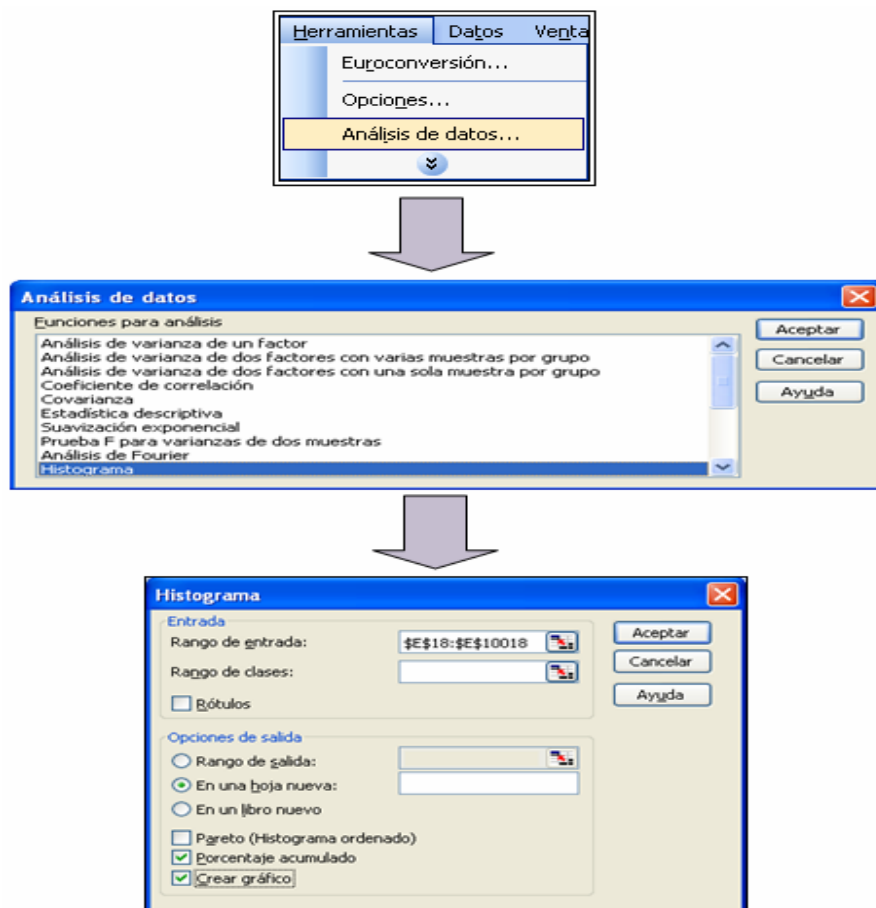 Herramientas Datos Venta
Euroconversión...
Opciones...
Análisis de datos...
Análisis de datos
Funciones para análisis
Análisis de varianza de un factor
Análisis de varianza de dos factores con varias muestras por grupo
Análisis de varianza de dos factores con una sola muestra por grupo
Coeficiente de correlación
Covarianza
Estadística descriptiva
Suavización exponencial
Prueba F para varianzas de dos muestras
Análisis de Fourier
Histograma
Aceptar
Cancelar
Ayuda
Histograma
Entrada
Rango de entrada: $E$18:$E$10018
Rango de clases:
Rótulos
Aceptar
Cancelar
Ayuda
Opciones de salida
Rango de salida:
En una hoja nueva:
En un libro nuevo
Pareto (Histograma ordenado)
Porcentaje acumulado
Crear gráfico